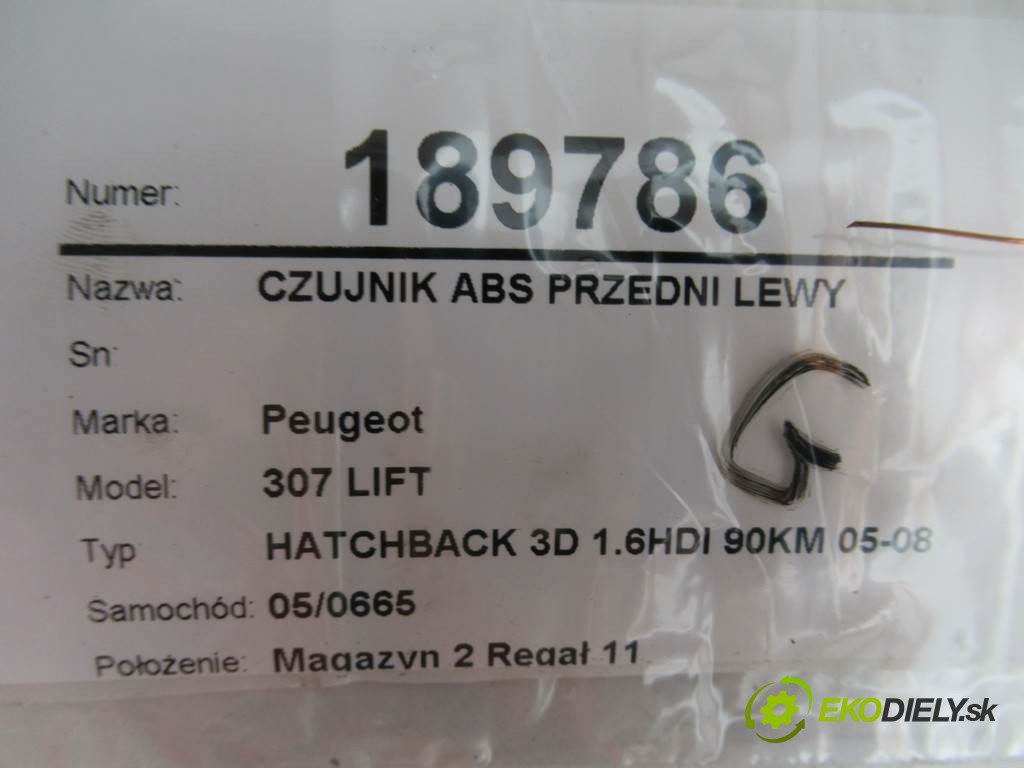 Numer: 189786
Nazwa: CZUJNIK ABS PRZEDNI LEWY
Sn
Marka: Peugeot
Model: 307 LIFT
Typ HATCHBACK 3D 1.6HDI 90KM 05-08
Samochód: 05/0665
Położenie: Magazyn 2 Regał 11
G
EKODIELY.sk